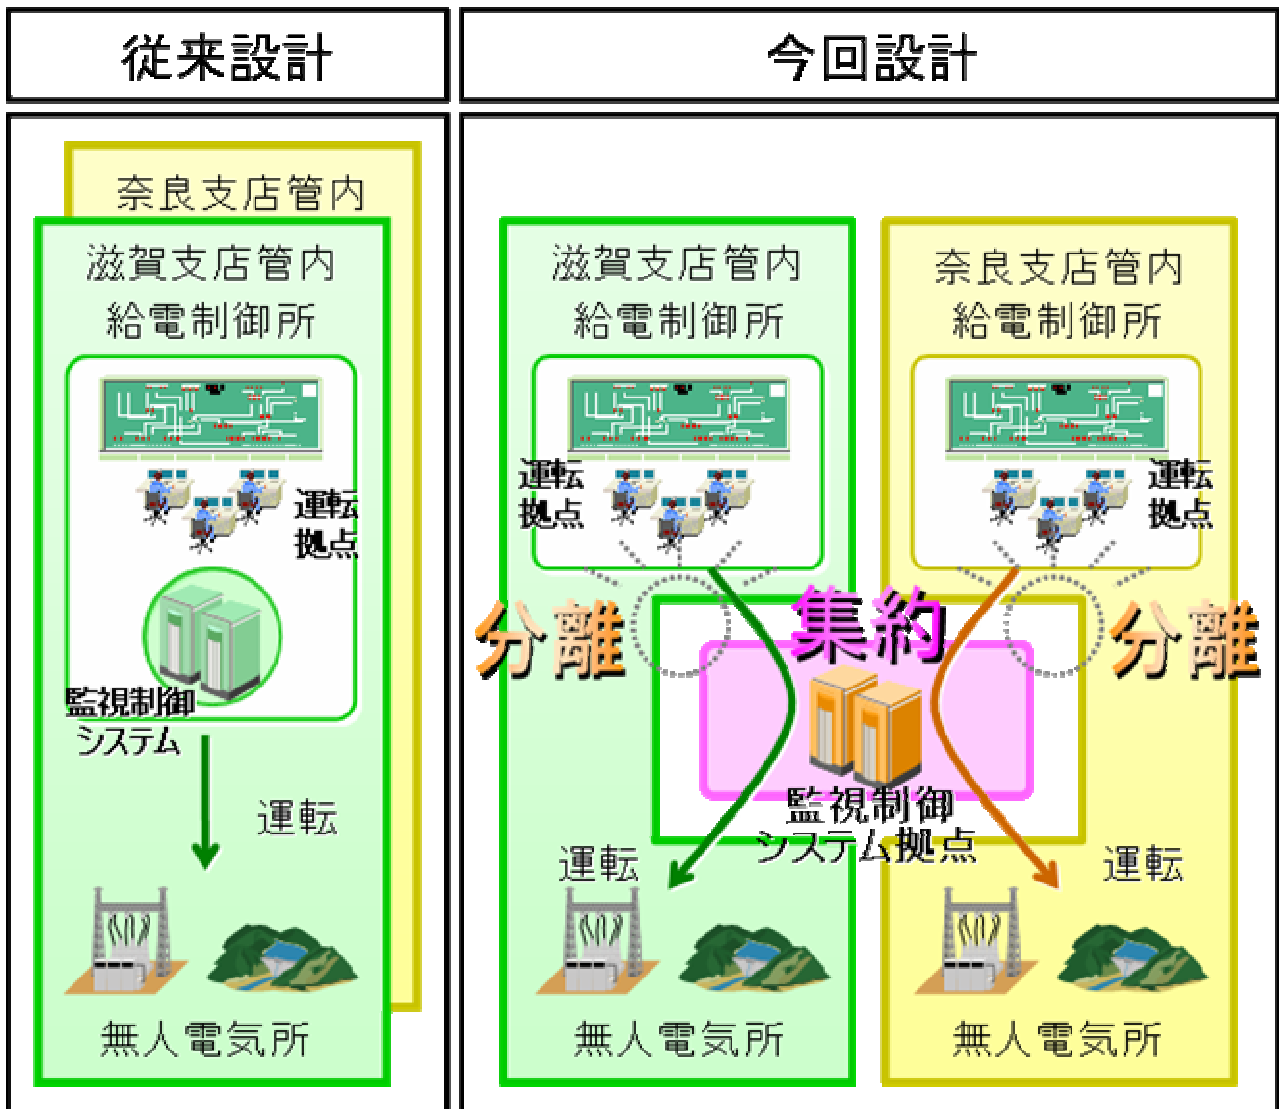 従来設計
今回設計
奈良支店管内
滋賀支店管内
給電制御所
運転
拠点
監視制御
システム
運転
無人電気所
滋賀支店管内
給電制御所
運転
拠点
分離
集約
監視制御
システム拠点
運転
無人電気所
奈良支店管内
給電制御所
運転
拠点
分離
運転
無人電気所